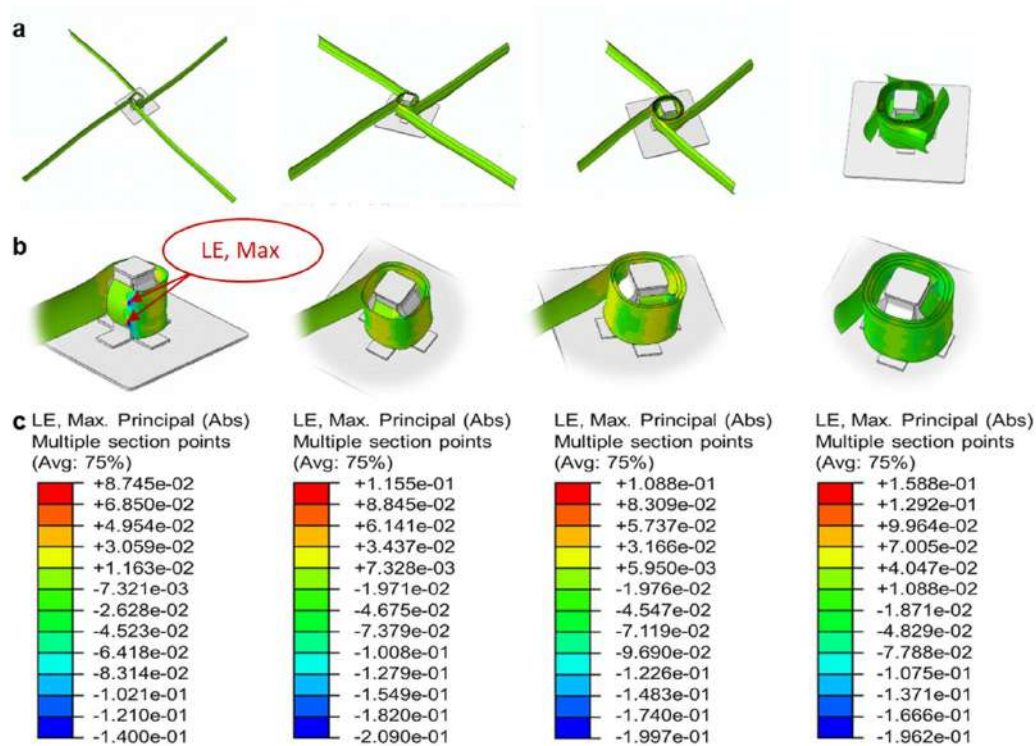 a
LE, Max
b
c
LE, Max. Principal (Abs)
Multiple section points
(Avg: 75%)
+8.745e-02
+6.850e-02
+4.954e-02
+3.059e-02
+1.163e-02
-7.321e-03
-2.628e-02
-4.523e-02
-6.418e-02
-8.314e-02
-1.021e-01
-1.210e-01
-1.400e-01
LE, Max. Principal (Abs)
Multiple section points
(Avg: 75%)
+1.155e-01
+8.845e-02
+6.141e-02
+3.437e-02
+7.328e-03
-1.971e-02
-4.675e-02
-7.379e-02
-1.008e-01
-1.279e-01
-1.549e-01
-1.820e-01
-2.090e-01
LE, Max. Principal (Abs)
Multiple section points
(Avg: 75%)
+1.088e-01
+8.309e-02
+5.737e-02
+3.166e-02
+5.950e-03
-1.976e-02
-4.547e-02
-7.119e-02
-9.690e-02
-1.226e-01
-1.483e-01
-1.740e-01
-1.997e-01
LE, Max. Principal (Abs)
Multiple section points
(Avg: 75%)
+1.588e-01
+1.292e-01
+9.964e-02
+7.005e-02
+4.047e-02
+1.088e-02
-1.871e-02
-4.829e-02
-7.788e-02
-1.075e-01
-1.371e-01
-1.666e-01
-1.962e-01